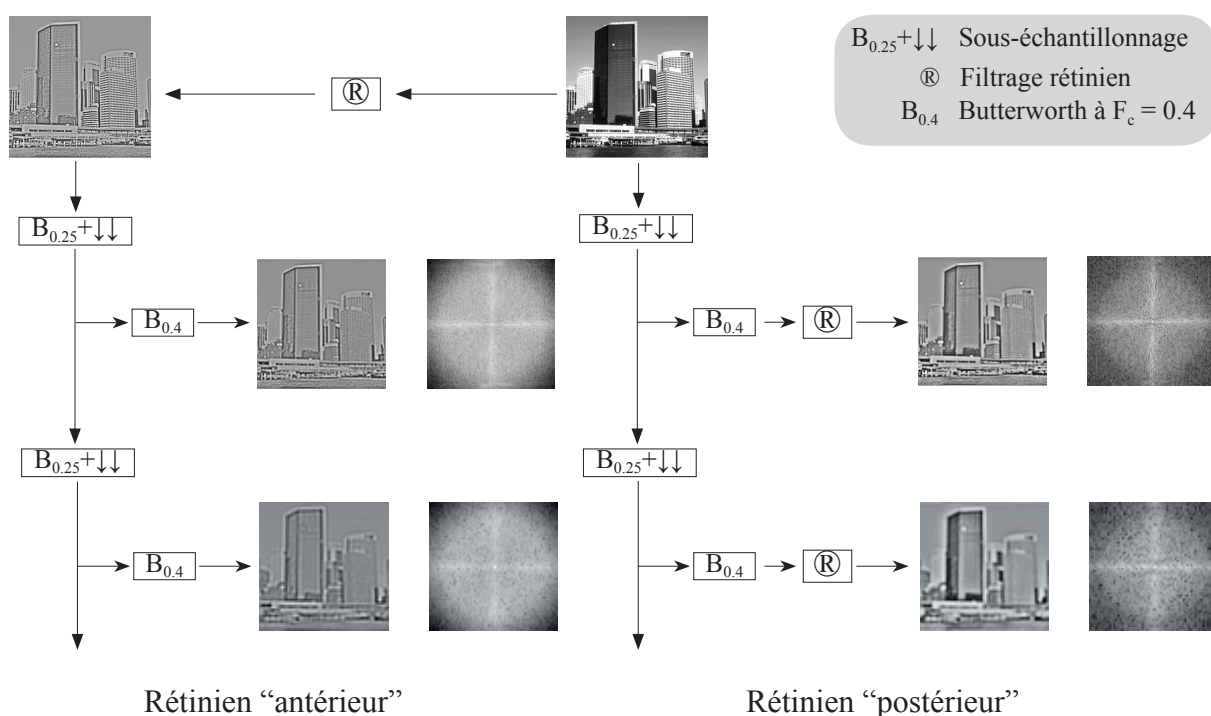 B0.25+↓↓ Sous-échantillonnage
® Filtrage rétinien
B0.4 Butterworth à Fc = 0.4
®
B0.25+↓↓
B0.25+↓↓
B0.4
B0.4
®
B0.25+↓↓
B0.25+↓↓
B0.4
®
B0.4
®
Rétinien “antérieur”
Rétinien “postérieur”